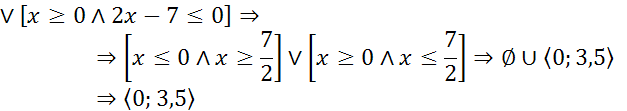 ∨ [x ≥ 0 ∧ 2x − 7 ≤ 0] ⇒
⇒ [x ≤ 0 ∧ x ≥ 7/2] ∨ [x ≥ 0 ∧ x ≤ 7/2] ⇒ ∅ ∪ ⟨0; 3,5⟩
⇒ ⟨0; 3,5⟩